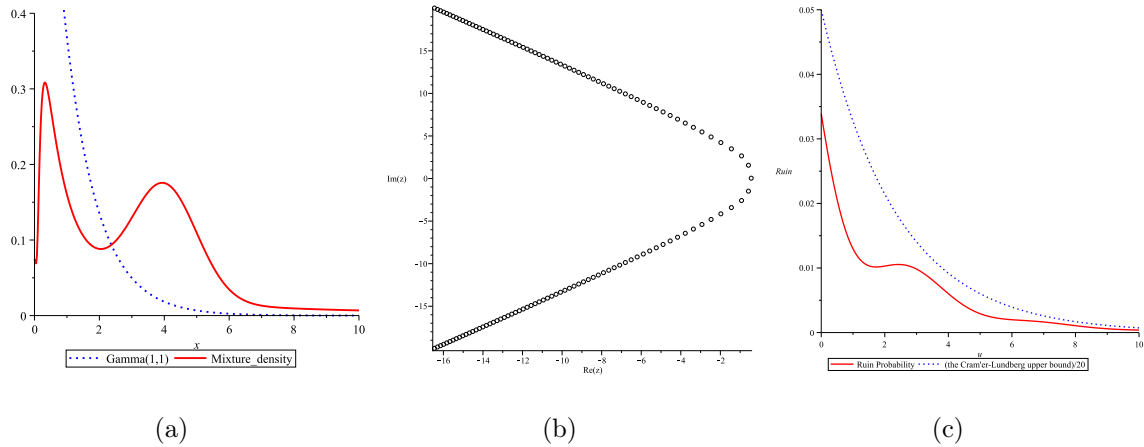 0.4
0.3
0.2
0.1
0
0 2 4 6 8 10
x
Gamma(1,1) Mixture_density
(a)
15
10
5
Im(z) 0
−5
−10
−15
−16 −14 −12 −10 −8 −6 −4 −2
Re(z)
(b)
0.05
0.04
0.03
Ruin
0.02
0.01
0
0 2 4 6 8 10
u
Ruin Probability (the Cram'er-Lundberg upper bound)/20
(c)